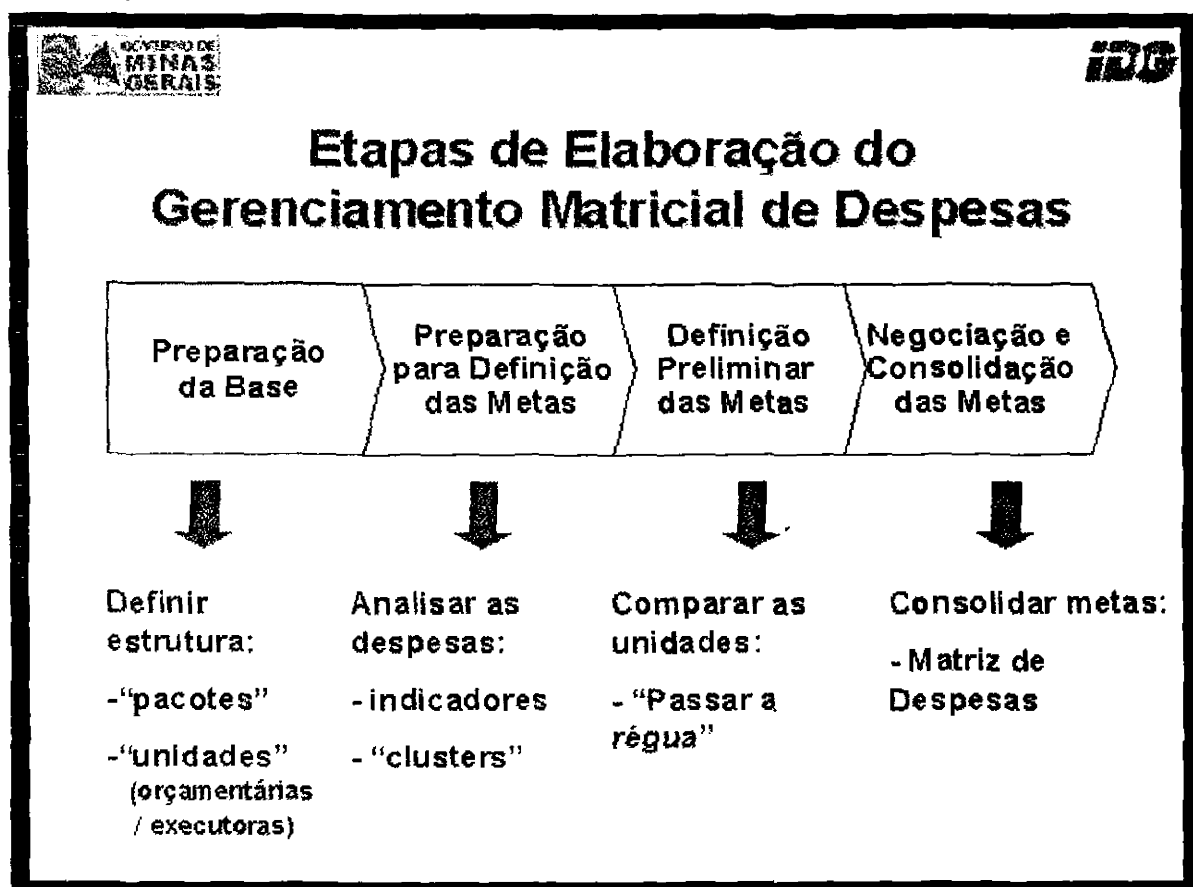 GOVERNO DE
MINAS
GERAIS
Etapas de Elaboração do
Gerenciamento Matricial de Despesas
Preparação
da Base
Preparação
para Definição
das Metas
Definição
Preliminar
das Metas
Negociação e
Consolidação
das Metas
Definir
estrutura:
-“pacotes”
-“unidades”
(orçamentárias
/ executoras)
Analisar as
despesas:
- indicadores
- “clusters”
Comparar as
unidades:
- “Passar a
régua”
Consolidar metas:
- Matriz de
Despesas